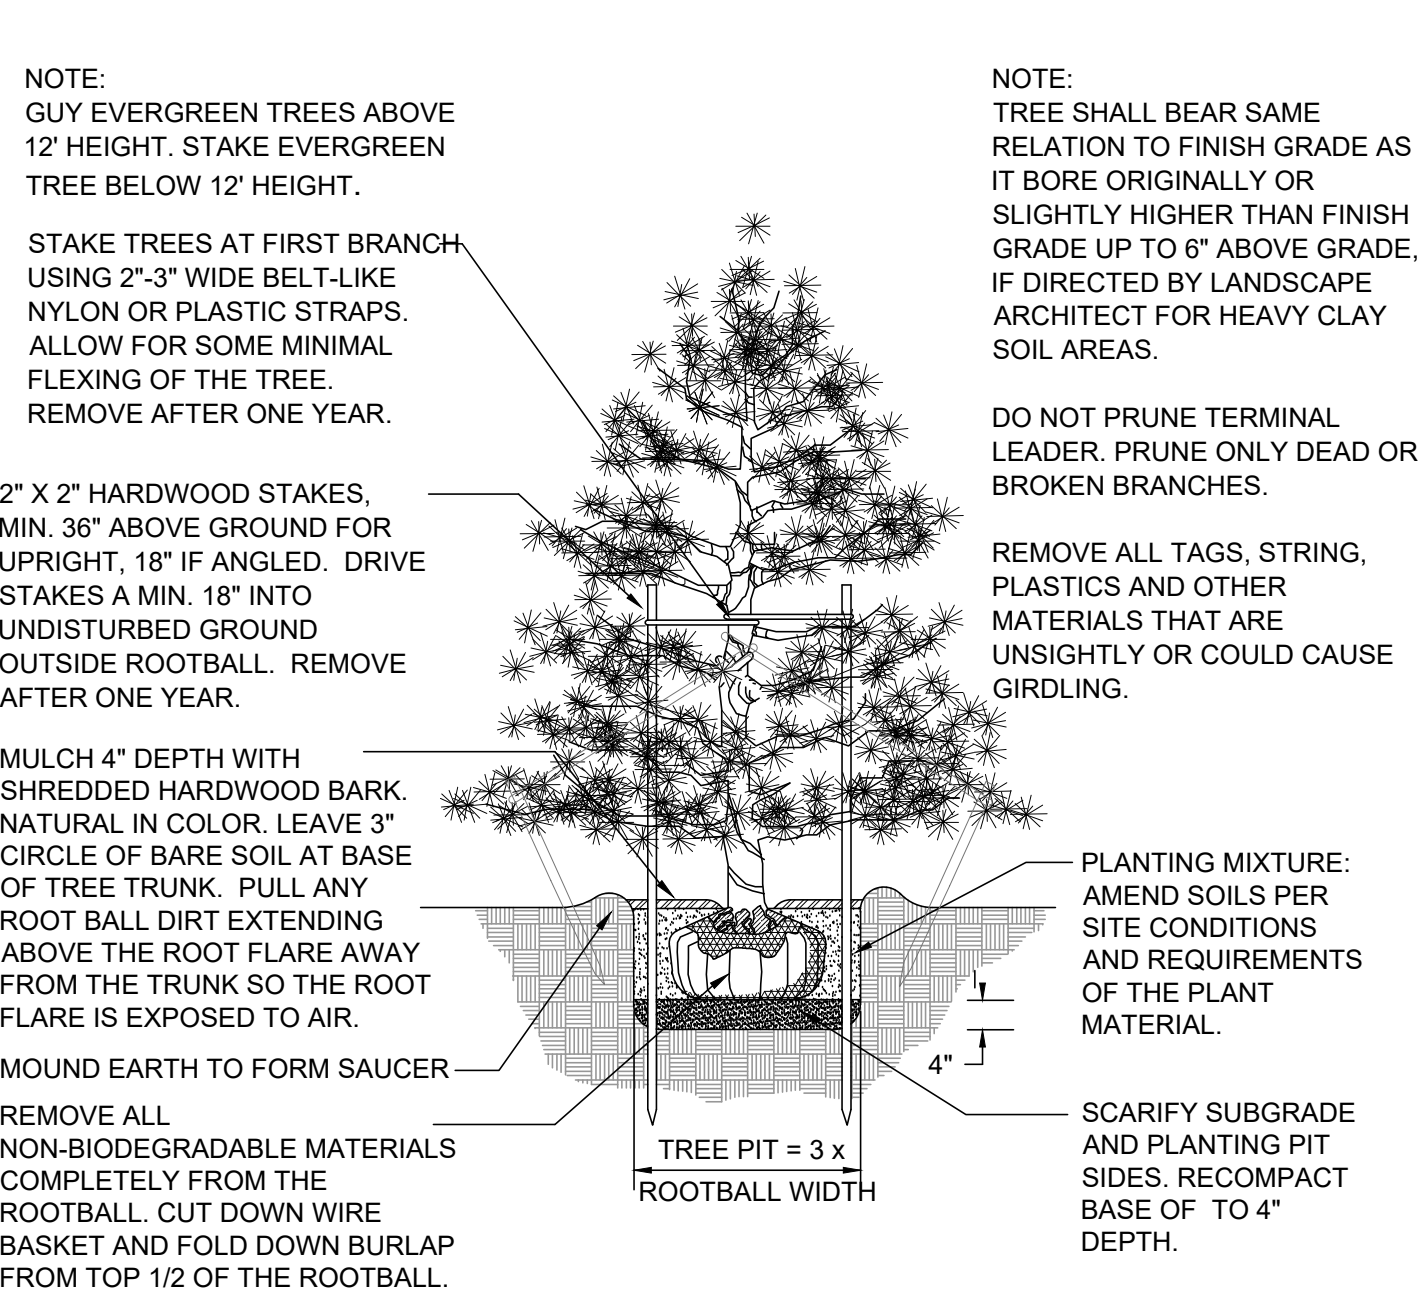 NOTE:
GUY EVERGREEN TREES ABOVE
12' HEIGHT. STAKE EVERGREEN
TREE BELOW 12' HEIGHT.
STAKE TREES AT FIRST BRANCH
USING 2"-3" WIDE BELT-LIKE
NYLON OR PLASTIC STRAPS.
ALLOW FOR SOME MINIMAL
FLEXING OF THE TREE.
REMOVE AFTER ONE YEAR.
2" X 2" HARDWOOD STAKES,
MIN. 36" ABOVE GROUND FOR
UPRIGHT, 18" IF ANGLED. DRIVE
STAKES A MIN. 18" INTO
UNDISTURBED GROUND
OUTSIDE ROOTBALL. REMOVE
AFTER ONE YEAR.
MULCH 4" DEPTH WITH
SHREDDED HARDWOOD BARK.
NATURAL IN COLOR. LEAVE 3"
CIRCLE OF BARE SOIL AT BASE
OF TREE TRUNK. PULL ANY
ROOT BALL DIRT EXTENDING
ABOVE THE ROOT FLARE AWAY
FROM THE TRUNK SO THE ROOT
FLARE IS EXPOSED TO AIR.
MOUND EARTH TO FORM SAUCER
REMOVE ALL
NON-BIODEGRADABLE MATERIALS
COMPLETELY FROM THE
ROOTBALL. CUT DOWN WIRE
BASKET AND FOLD DOWN BURLAP
FROM TOP 1/2 OF THE ROOTBALL.
TREE PIT = 3 x
ROOTBALL WIDTH
4"
NOTE:
TREE SHALL BEAR SAME
RELATION TO FINISH GRADE AS
IT BORE ORIGINALLY OR
SLIGHTLY HIGHER THAN FINISH
GRADE UP TO 6" ABOVE GRADE,
IF DIRECTED BY LANDSCAPE
ARCHITECT FOR HEAVY CLAY
SOIL AREAS.
DO NOT PRUNE TERMINAL
LEADER. PRUNE ONLY DEAD OR
BROKEN BRANCHES.
REMOVE ALL TAGS, STRING,
PLASTICS AND OTHER
MATERIALS THAT ARE
UNSIGHTLY OR COULD CAUSE
GIRDLING.
PLANTING MIXTURE:
AMEND SOILS PER
SITE CONDITIONS
AND REQUIREMENTS
OF THE PLANT
MATERIAL.
SCARIFY SUBGRADE
AND PLANTING PIT
SIDES. RECOMPACT
BASE OF TO 4"
DEPTH.